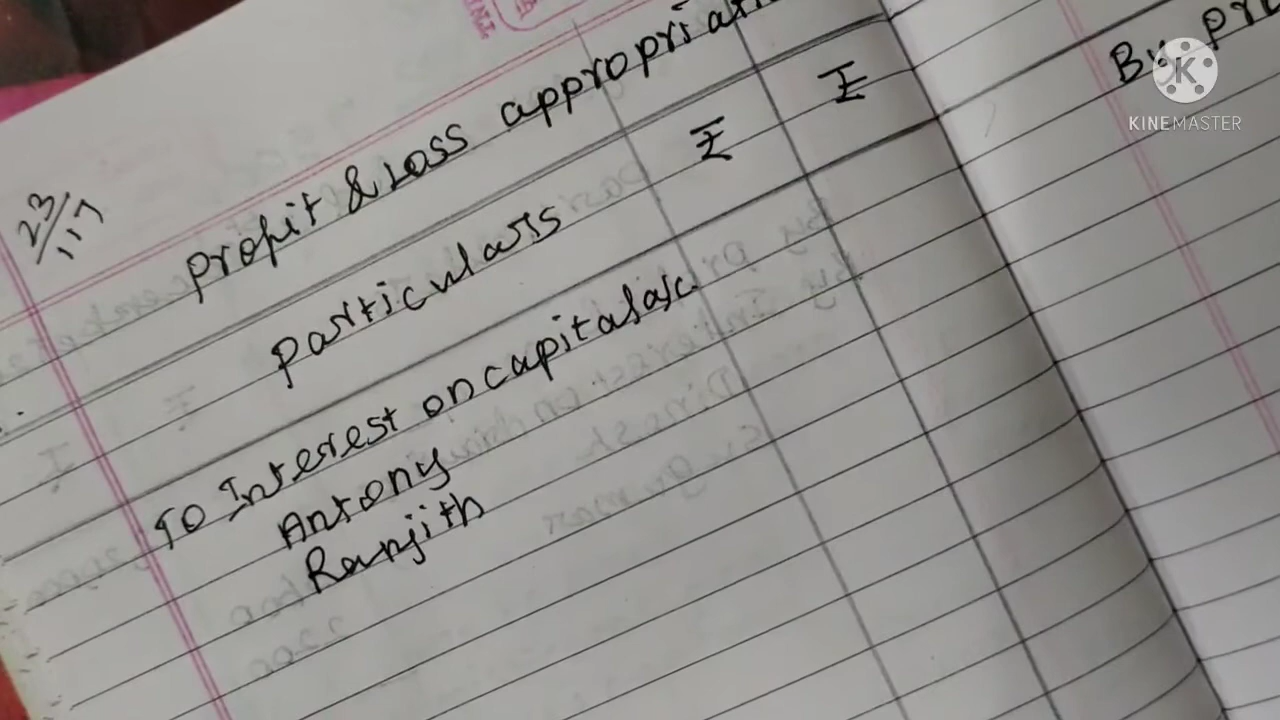 23/117
Profit & Loss appropriati
Particulars ₹ ₹
By pr
To Interest on capital a/c
Antony
Ranjith
KINEMASTER